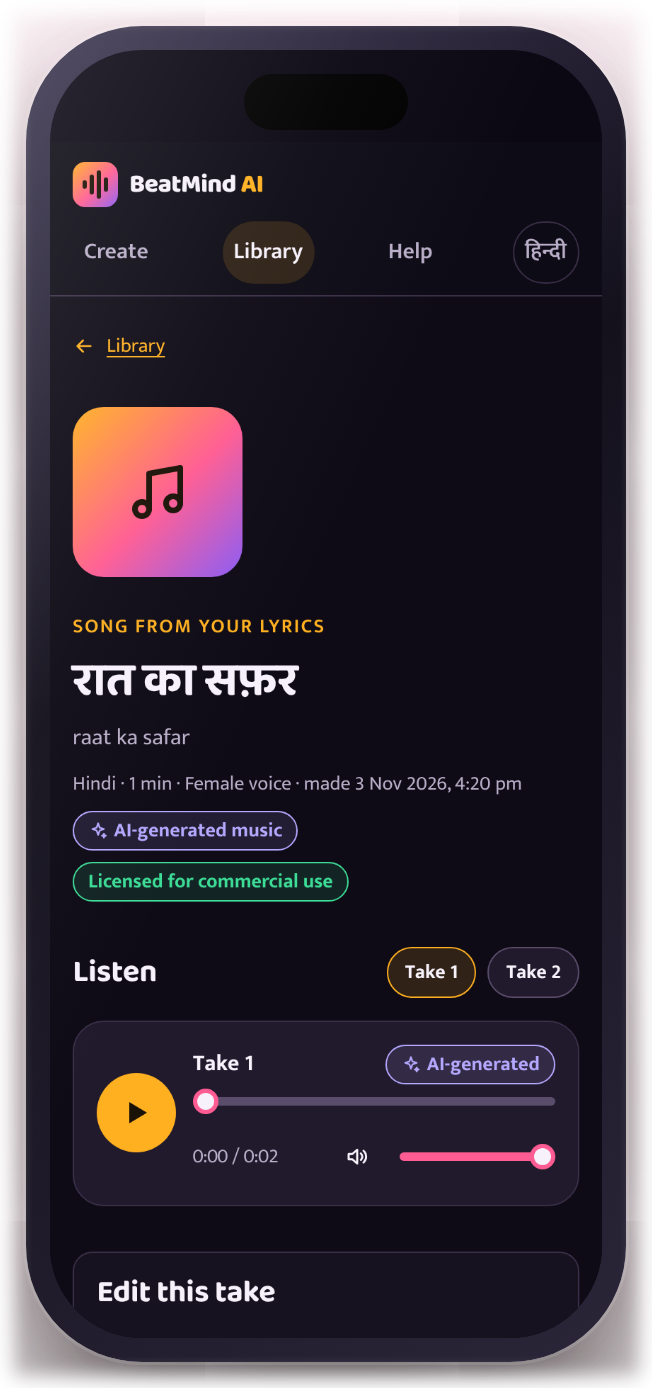 BeatMind AI
Create Library Help हिन्दी
← Library
SONG FROM YOUR LYRICS
रात का सफ़र
raat ka safar
Hindi · 1 min · Female voice · made 3 Nov 2026, 4:20 pm
AI-generated music
Licensed for commercial use
Listen Take 1 Take 2
Take 1 AI-generated
0:00 / 0:02
Edit this take